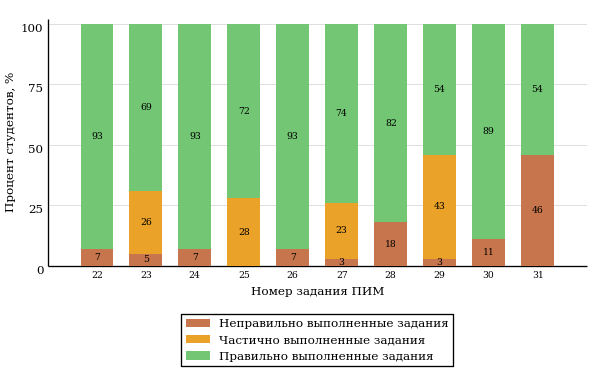 Процент студентов, %
100
75
50
25
0
93 69 93 72 93 74 82 54 89 54
26 28 23 43
7 5 7 7 3 18 3 11 46
22 23 24 25 26 27 28 29 30 31
Номер задания ПИМ
Неправильно выполненные задания
Частично выполненные задания
Правильно выполненные задания